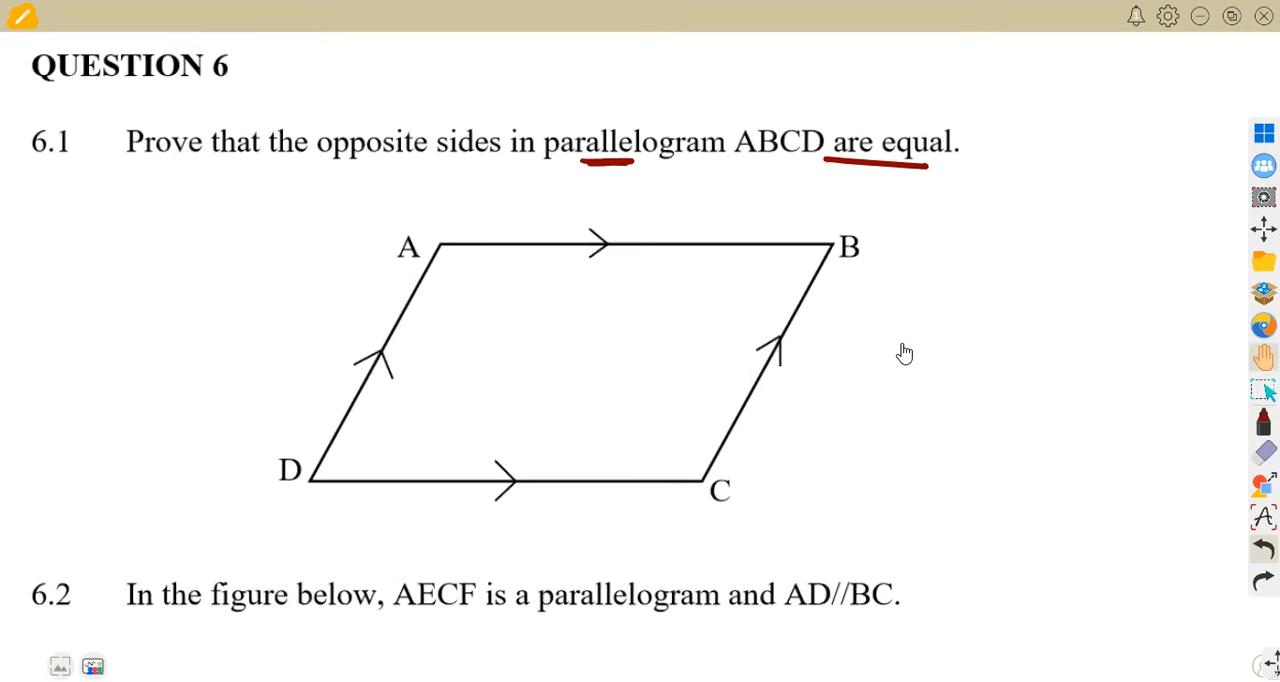 QUESTION 6
6.1 Prove that the opposite sides in parallelogram ABCD are equal.
A B
D C
6.2 In the figure below, AECF is a parallelogram and AD//BC.